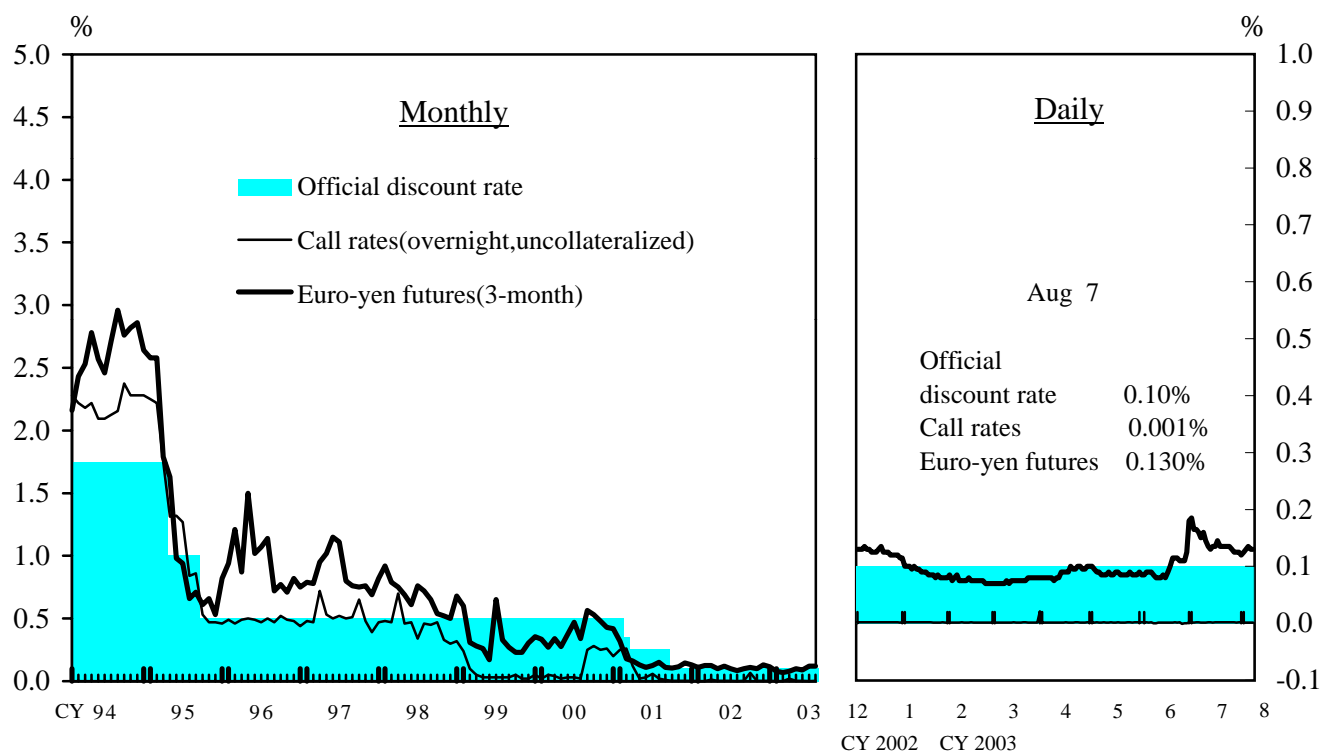 %
5.0
4.5
4.0
3.5
3.0
2.5
2.0
1.5
1.0
0.5
0.0
Monthly
Official discount rate
Call rates(overnight,uncollateralized)
Euro-yen futures(3-month)
CY 94 95 96 97 98 99 00 01 02 03
%
1.0
0.9
0.8
0.7
0.6
0.5
0.4
0.3
0.2
0.1
0.0
-0.1
Daily
Aug 7
Official
discount rate 0.10%
Call rates 0.001%
Euro-yen futures 0.130%
12 1 2 3 4 5 6 7 8
CY 2002 CY 2003